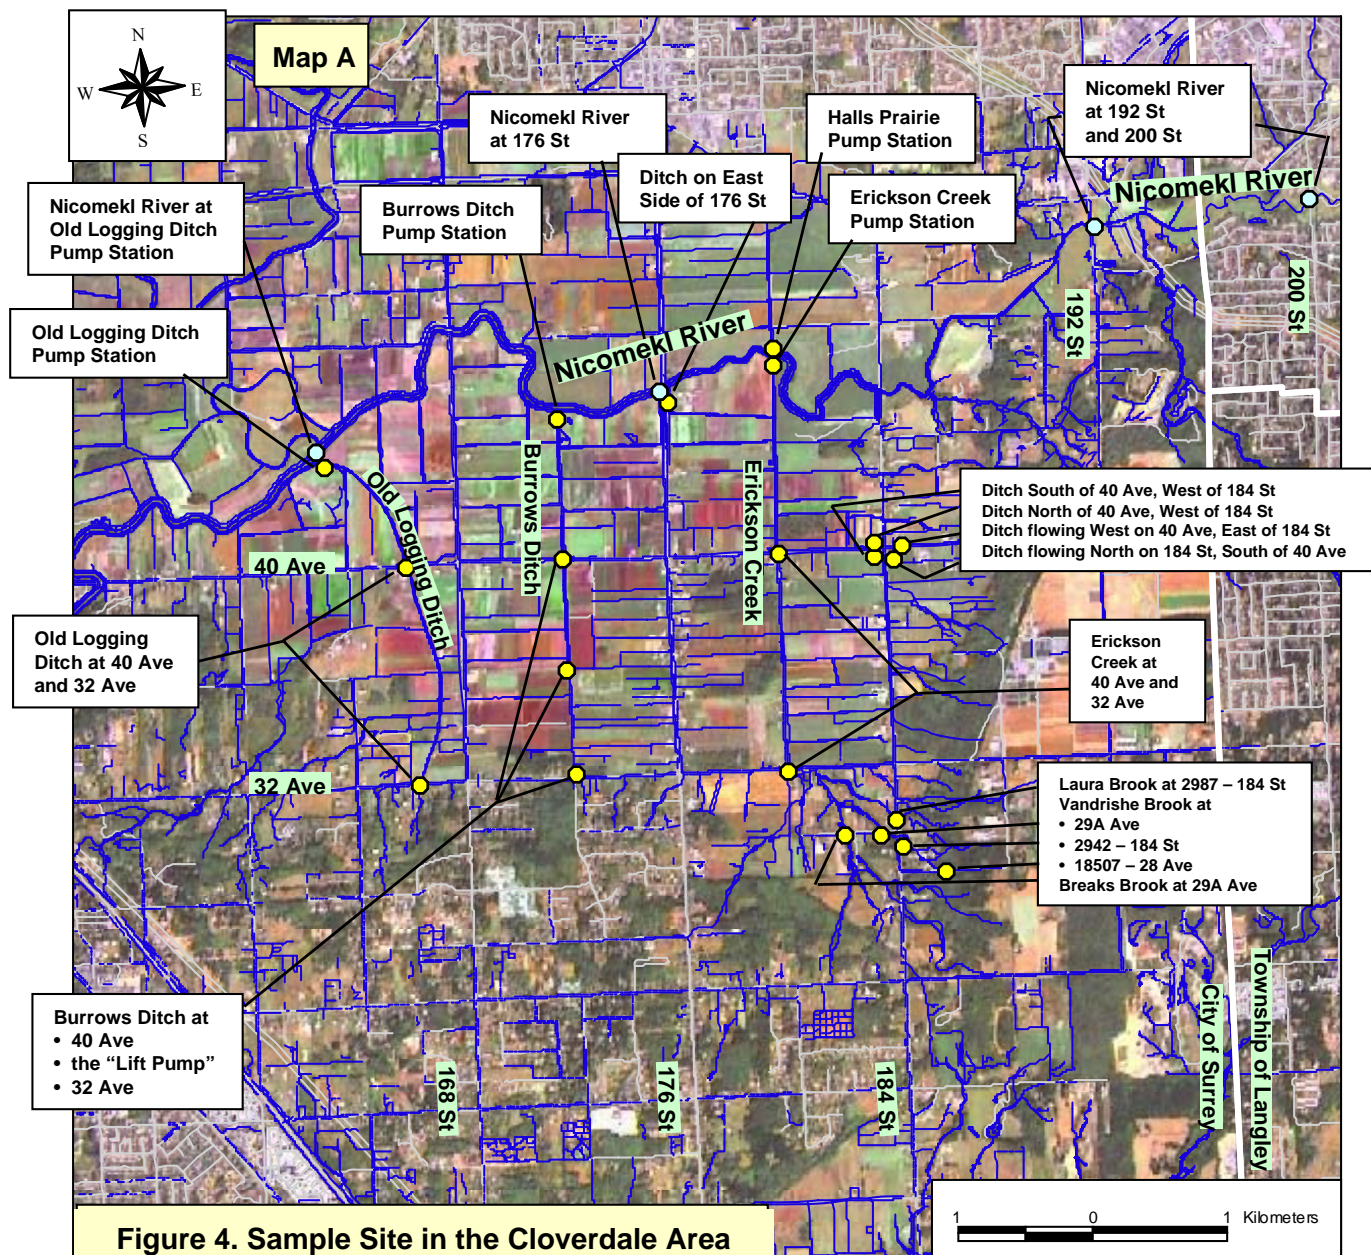 N
W
E
S
Map A
Nicomekl River
at 176 St
Halls Prairie
Pump Station
Nicomekl River
at 192 St
and 200 St
Ditch on East
Side of 176 St
Nicomekl River
Nicomekl River at
Old Logging Ditch
Pump Station
Burrows Ditch
Pump Station
Erickson Creek
Pump Station
200 St
192 St
Old Logging Ditch
Pump Station
Nicomekl River
Old Logging Ditch
Burrows Ditch
Erickson Creek
Ditch South of 40 Ave, West of 184 St
Ditch North of 40 Ave, West of 184 St
Ditch flowing West on 40 Ave, East of 184 St
Ditch flowing North on 184 St, South of 40 Ave
40 Ave
Old Logging
Ditch at 40 Ave
and 32 Ave
Erickson
Creek at
40 Ave and
32 Ave
32 Ave
Laura Brook at 2987 – 184 St
Vandrishe Brook at
• 29A Ave
• 2942 – 184 St
• 18507 – 28 Ave
Breaks Brook at 29A Ave
Burrows Ditch at
• 40 Ave
• the “Lift Pump”
• 32 Ave
168 St
176 St
184 St
City of Surrey
Township of Langley
Figure 4. Sample Site in the Cloverdale Area
1 0 1 Kilometers